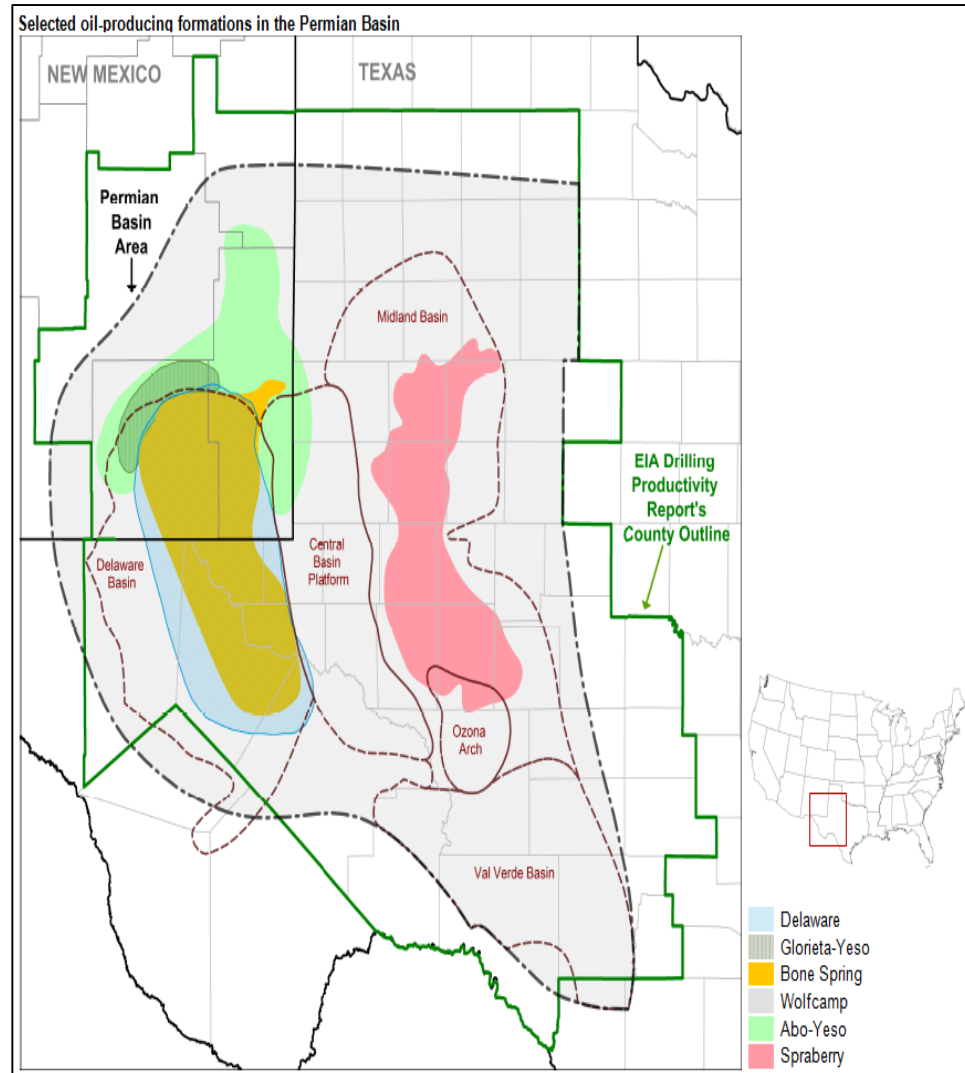 Selected oil-producing formations in the Permian Basin
NEW MEXICO
TEXAS
Permian
Basin
Area
Midland Basin
EIA Drilling
Productivity
Report's
County Outline
Central
Basin
Platform
Delaware
Basin
Ozona
Arch
Val Verde Basin
Delaware
Glorieta-Yeso
Bone Spring
Wolfcamp
Abo-Yeso
Spraberry